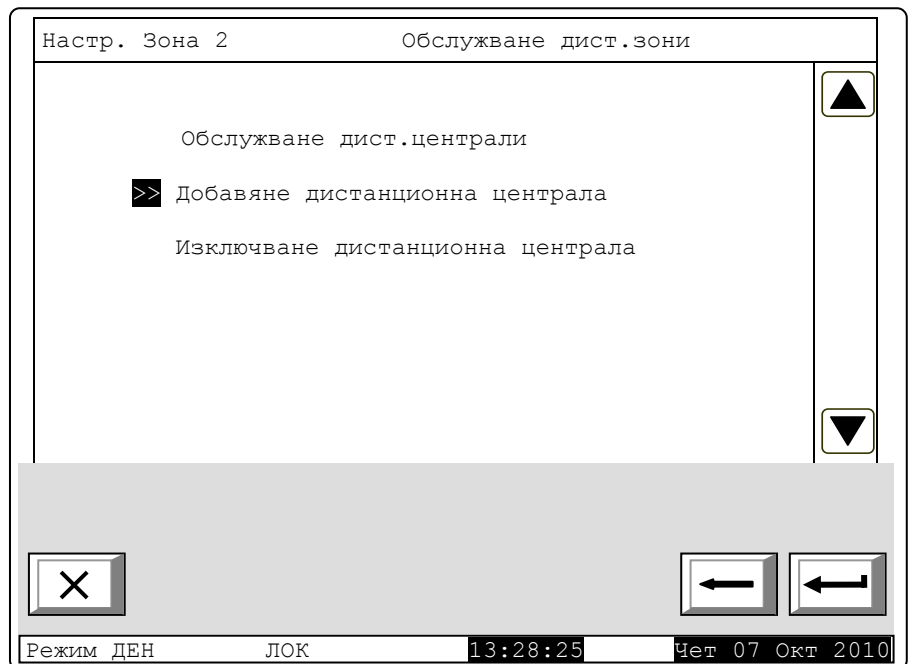 Настр. Зона 2 Обслужване дист.зони
Обслужване дист.централи
>> Добавяне дистанционна централа
Изключване дистанционна централа
Режим ДЕН ЛОК 13:28:25 Чет 07 Окт 2010